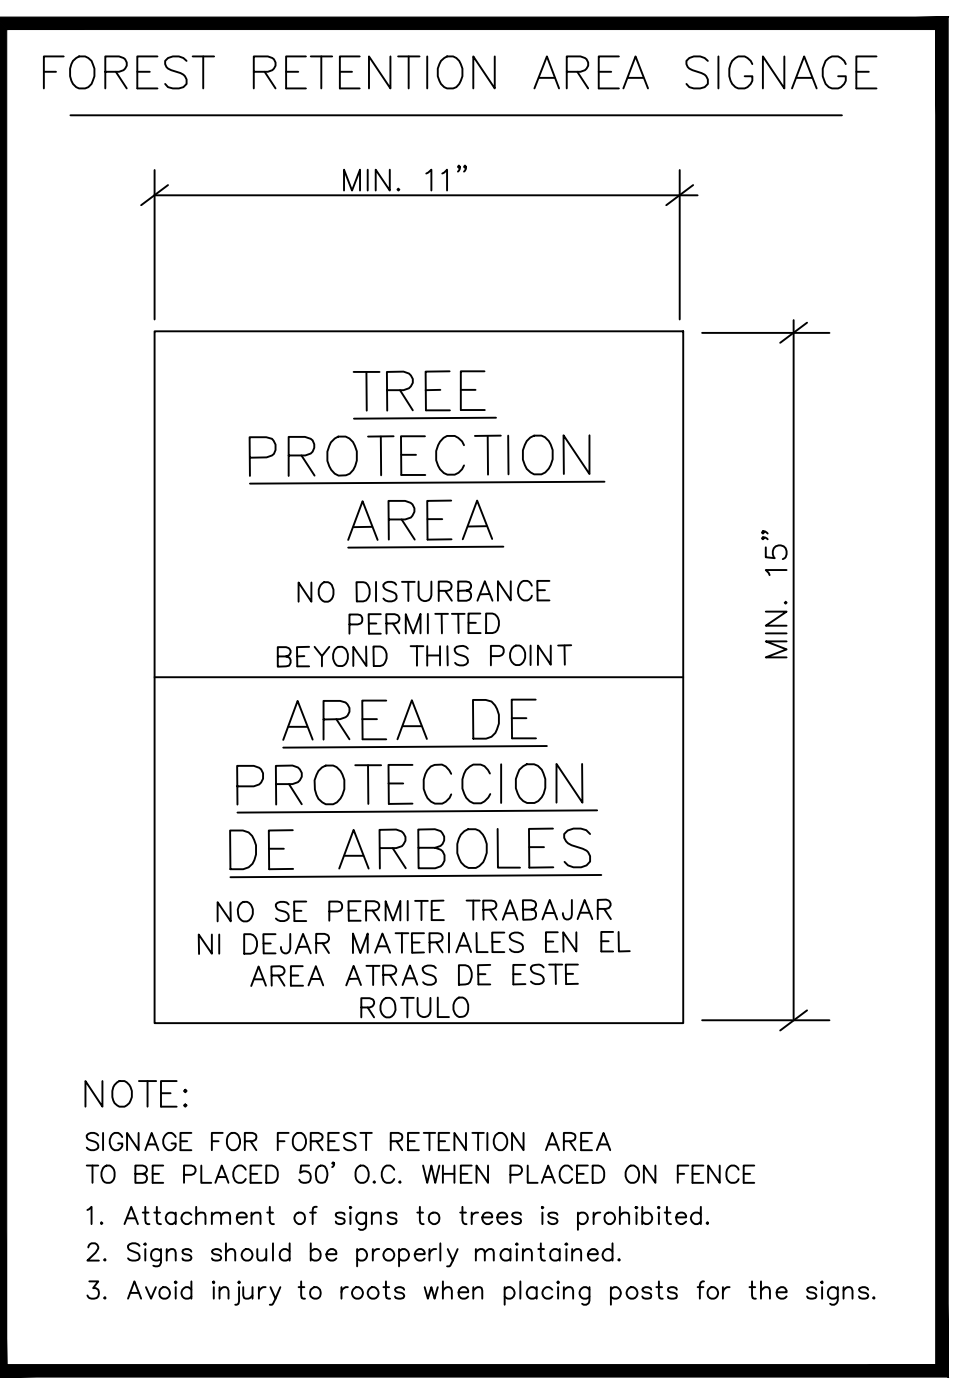 FOREST RETENTION AREA SIGNAGE
MIN. 11”
TREE
PROTECTION
AREA
NO DISTURBANCE
PERMITTED
BEYOND THIS POINT
MIN. 15”
AREA DE
PROTECCION
DE ARBOLES
NO SE PERMITE TRABAJAR
NI DEJAR MATERIALES EN EL
AREA ATRAS DE ESTE
ROTULO
NOTE:
SIGNAGE FOR FOREST RETENTION AREA
TO BE PLACED 50’ O.C. WHEN PLACED ON FENCE
1. Attachment of signs to trees is prohibited.
2. Signs should be properly maintained.
3. Avoid injury to roots when placing posts for the signs.